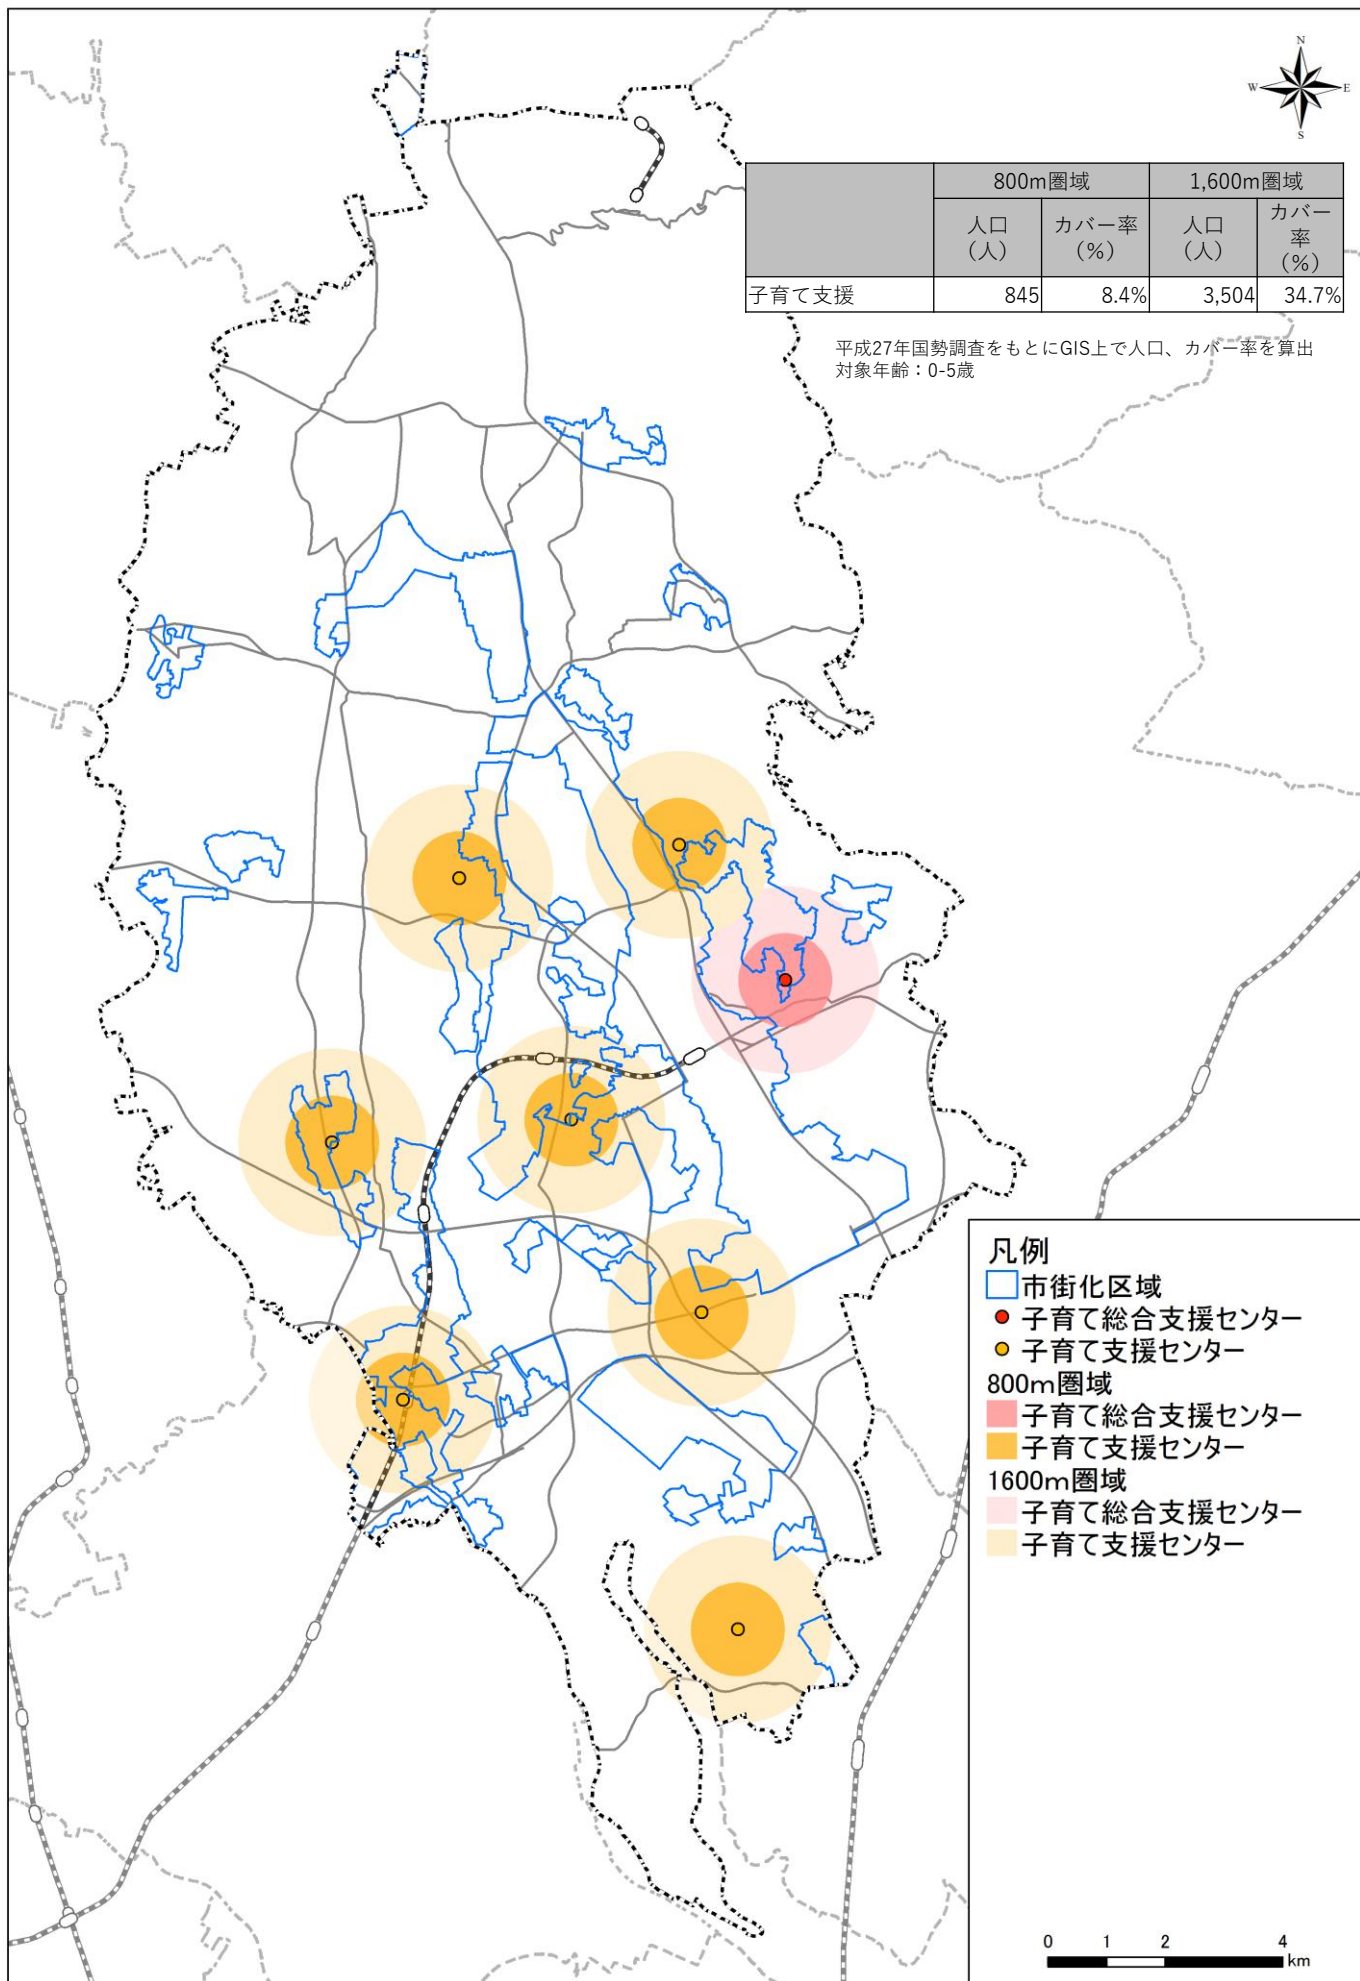 N
W E
S
800m圏域 1,600m圏域
人口
(人)
カバー率
(%)
人口
(人)
カバー
率
(%)
子育て支援 845 8.4% 3,504 34.7%
平成27年国勢調査をもとにGIS上で人口、カバー率を算出
対象年齢：0-5歳
凡例
市街化区域
子育て総合支援センター
子育て支援センター
800m圏域
子育て総合支援センター
子育て支援センター
1600m圏域
子育て総合支援センター
子育て支援センター
0 1 2 4
km